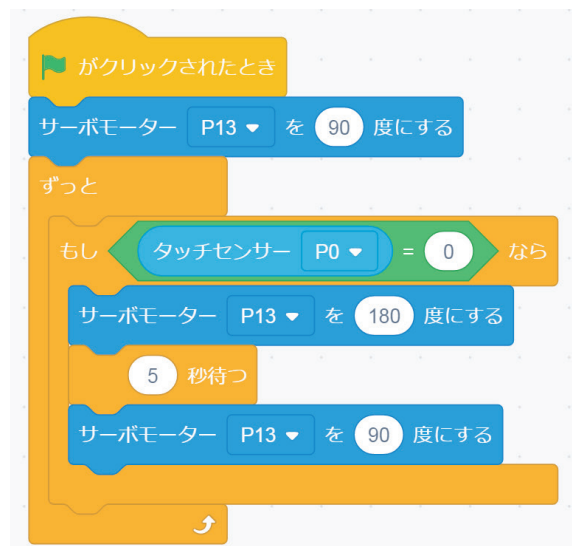 がクリックされたとき
サーボモーター P13 を 90 度にする
ずっと
もし タッチセンサー P0 = 0 なら
サーボモーター P13 を 180 度にする
5 秒待つ
サーボモーター P13 を 90 度にする